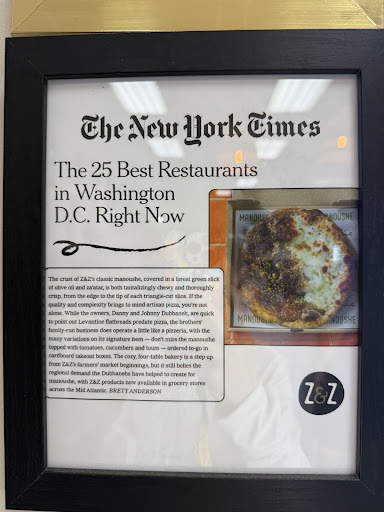 The New York Times
The 25 Best Restaurants
in Washington
D.C. Right Now
MANOUSHE
MANOUSHE
The crust of Z&Z's classic manoushe, covered in a forest green slick
of olive oil and za'atar, is both tantalizingly chewy and thoroughly
crisp, from the edge to the tip of each triangle-cut slice. If the
quality and complexity brings to mind artisan pizza, you're not
alone. While the owners, Danny and Johnny Dubbaneh, are quick
to point out Levantine flatbreads predate pizza, the brothers'
family-run business does operate a little like a pizzeria, with the
many variations on its signature item — don't miss the manoushe
topped with tomatoes, cucumbers and toum — ordered to-go in
cardboard takeout boxes. The cozy, four-table bakery is a step up
from Z&Z's farmers' market beginnings, but it still belies the
regional demand the Dubbanehs have helped to create for
manoushe, with Z&Z products now available in grocery stores
across the Mid Atlantic. BRETT ANDERSON
Z&Z